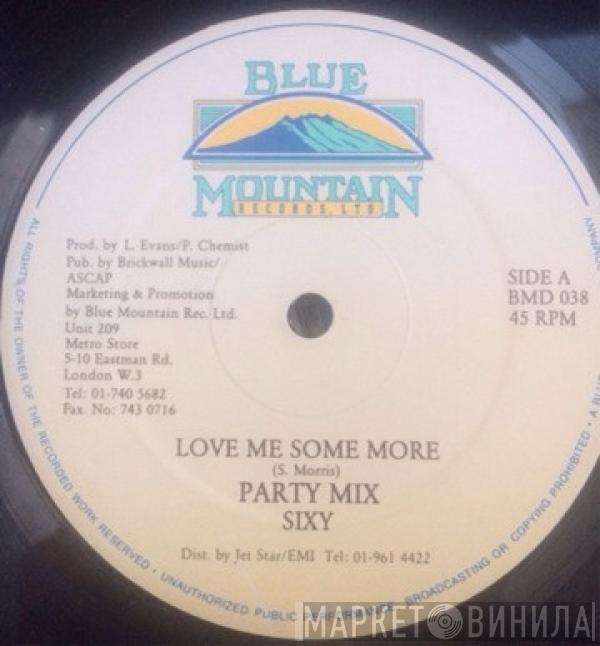 BLUE
MOUNTAIN
RECORDS, LTD.
Prod. by L. Evans/P. Chemist
Pub. by Brickwall Music/
ASCAP
Marketing & Promotion
by Blue Mountain Rec. Ltd.
Unit 209
Metro Store
5-10 Eastman Rd.
London W.3
Tel: 01-740 5682
Fax. No: 743 0716
SIDE A
BMD 038
45 RPM
LOVE ME SOME MORE
(S. Morris)
PARTY MIX
SIXY
Dist. by Jet Star/EMI Tel: 01-961 4422
ALL RIGHTS OF THE OWNER OF THE RECORDED WORK RESERVED • UNAUTHORIZED PUBLIC PERFORMANCE, BROADCASTING OR COPYING PROHIBITED • A BLUE
COMPANY
МАРКЕТ ВИНИЛА